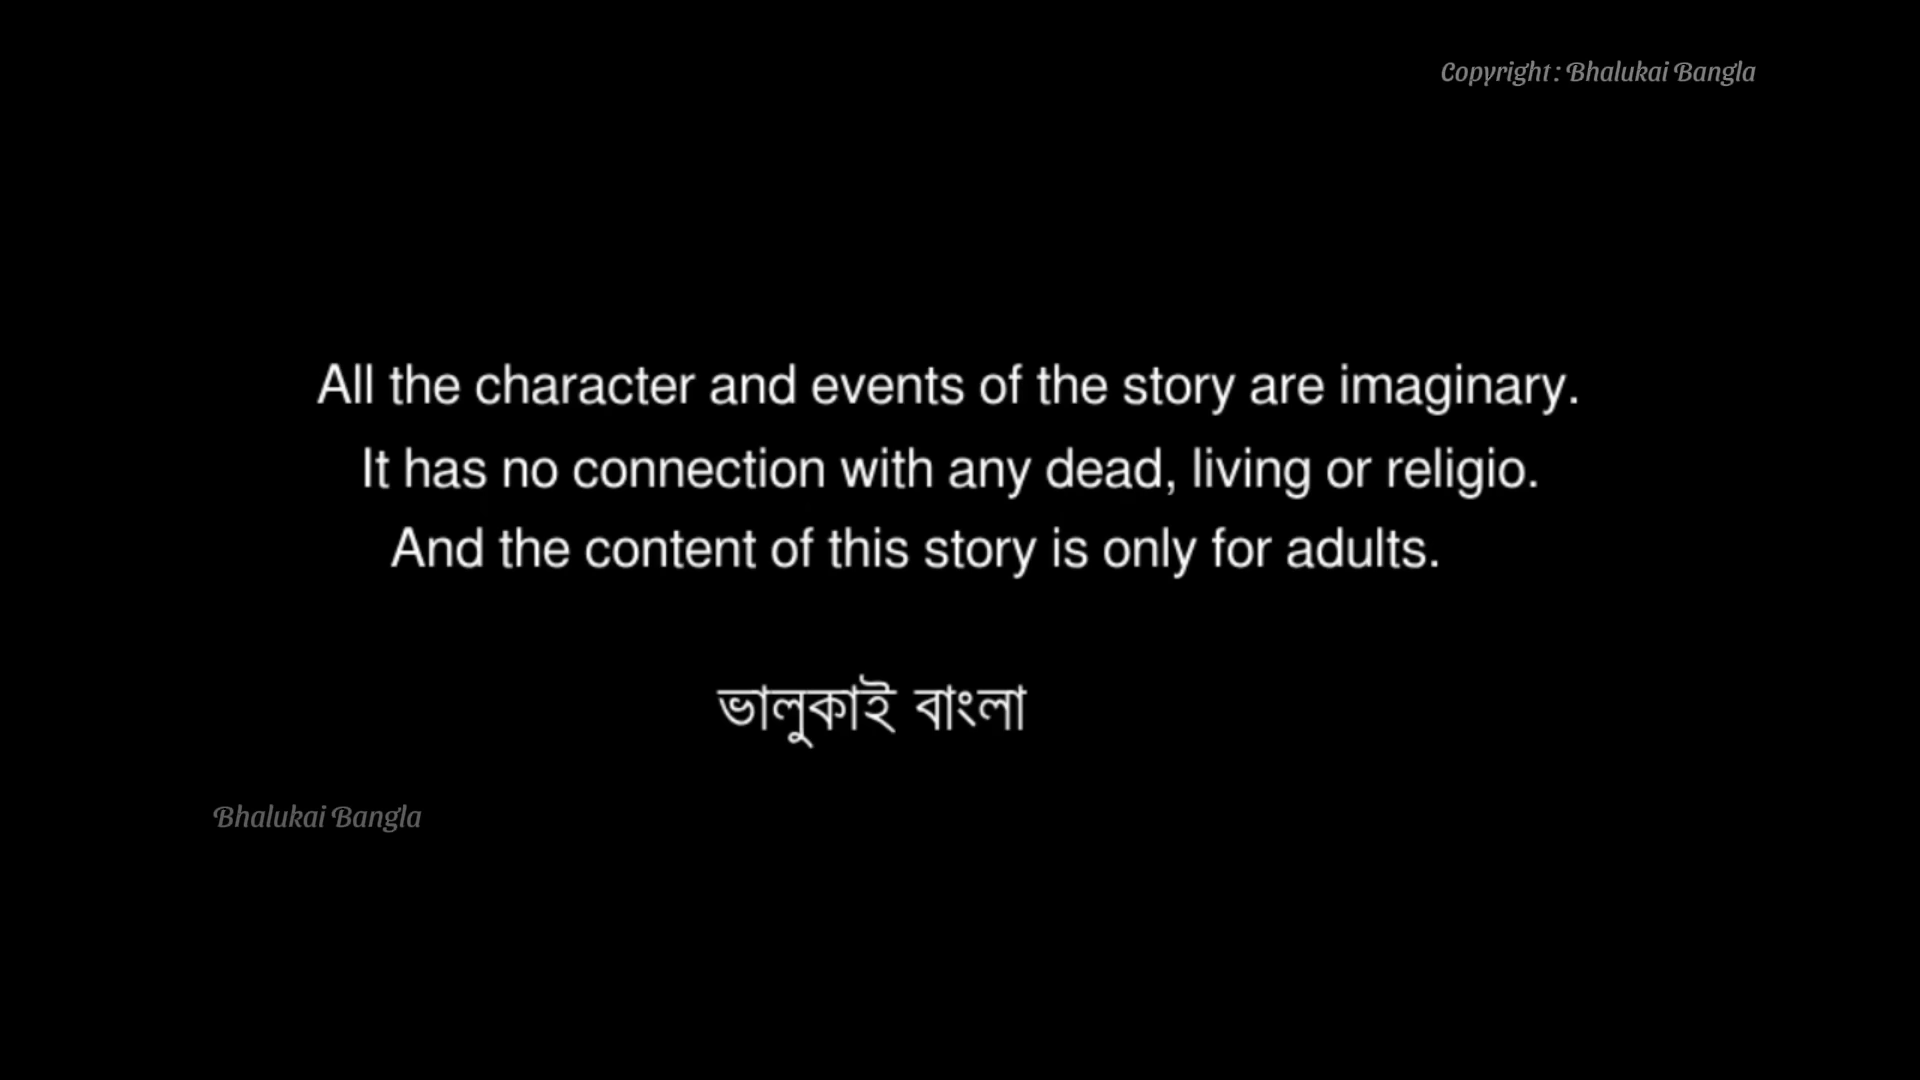 Copyright : Bhalukai Bangla
All the character and events of the story are imaginary.
It has no connection with any dead, living or religio.
And the content of this story is only for adults.
ভালুকাই বাংলা
Bhalukai Bangla